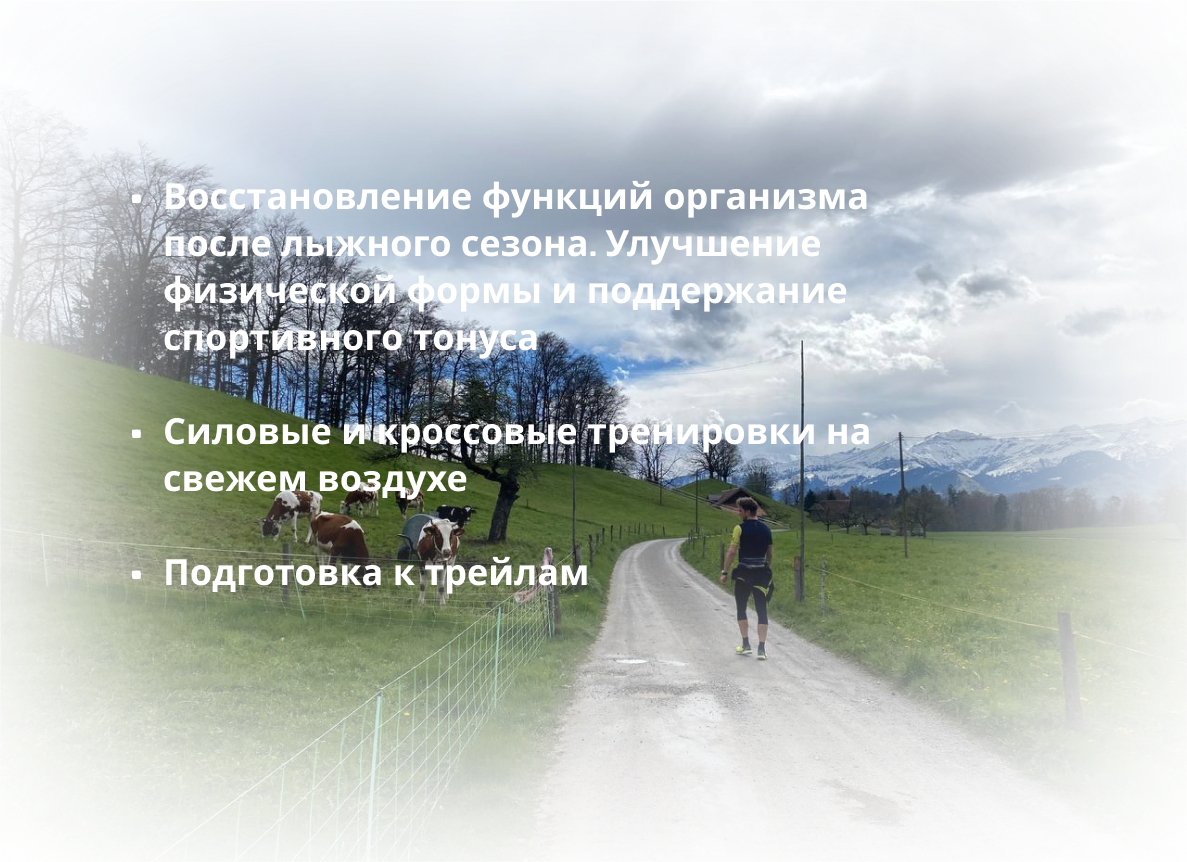 ▪ Восстановление функций организма
после лыжного сезона. Улучшение
физической формы и поддержание
спортивного тонуса
▪ Силовые и кроссовые тренировки на
свежем воздухе
▪ Подготовка к трейлам